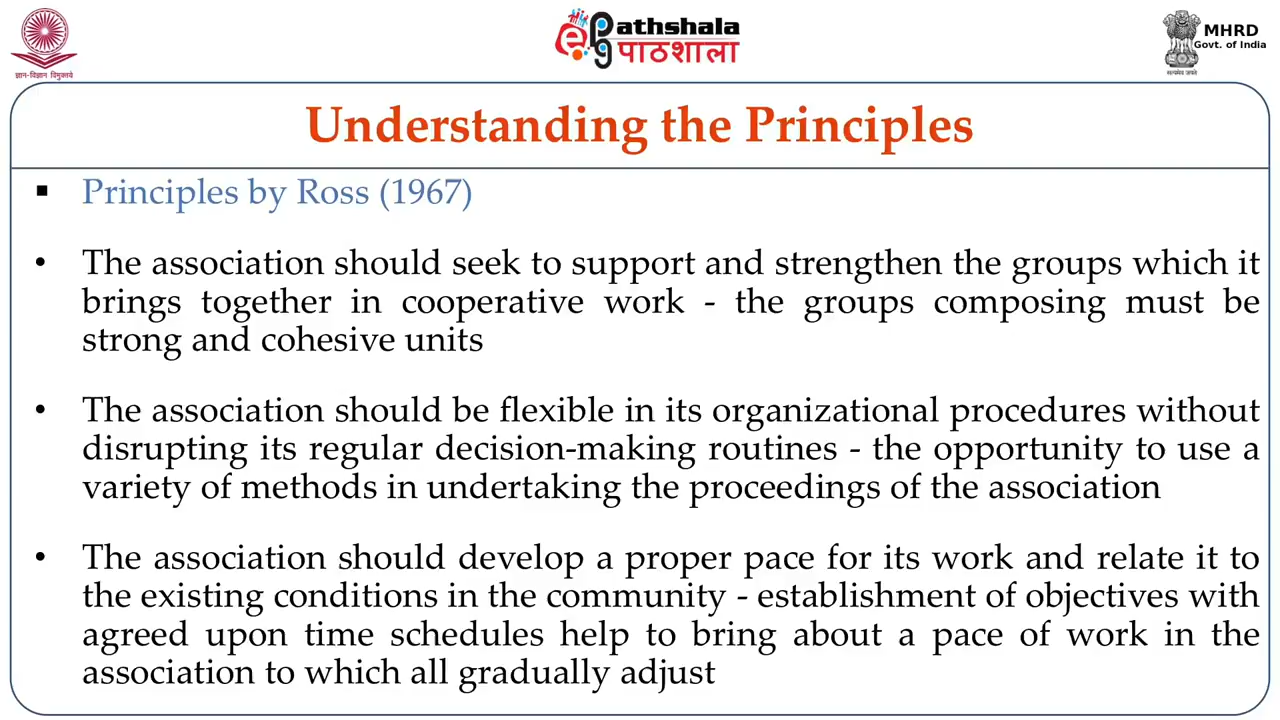 ज्ञान-विज्ञान विमुक्तये
ePG Pathshala
पाठशाला
MHRD
Govt. of India
सत्यमेव जयते
Understanding the Principles
▪ Principles by Ross (1967)
• The association should seek to support and strengthen the groups which it
brings together in cooperative work - the groups composing must be
strong and cohesive units
• The association should be flexible in its organizational procedures without
disrupting its regular decision-making routines - the opportunity to use a
variety of methods in undertaking the proceedings of the association
• The association should develop a proper pace for its work and relate it to
the existing conditions in the community - establishment of objectives with
agreed upon time schedules help to bring about a pace of work in the
association to which all gradually adjust